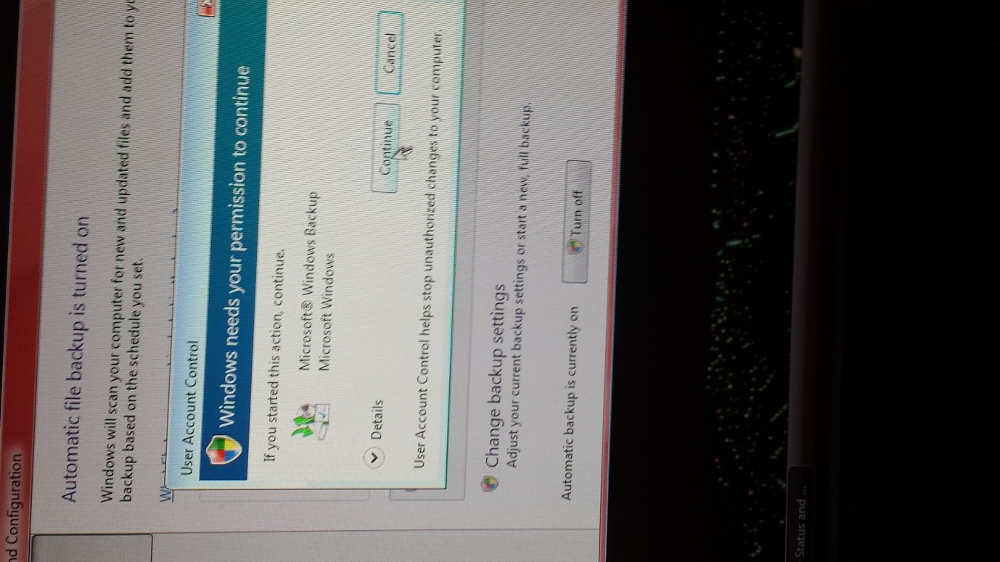 nd Configuration
Automatic file backup is turned on
Windows will scan your computer for new and updated files and add them to
backup based on the schedule you set.
User Account Control
Windows needs your permission to continue
If you started this action, continue.
Microsoft® Windows Backup
Microsoft Windows
Details
Continue
Cancel
User Account Control helps stop unauthorized changes to your computer.
Change backup settings
Adjust your current backup settings or start a new, full backup.
Automatic backup is currently on
Turn off
Status and ...